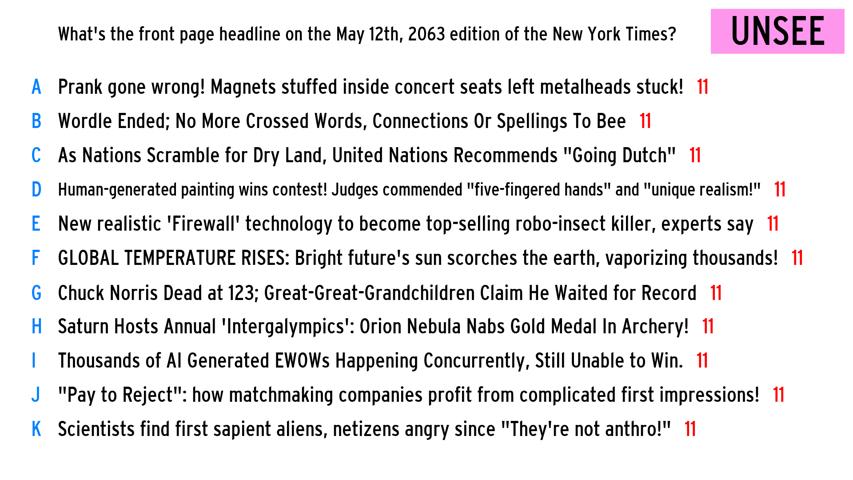 What's the front page headline on the May 12th, 2063 edition of the New York Times?
UNSEE
A Prank gone wrong! Magnets stuffed inside concert seats left metalheads stuck! 11
B Wordle Ended; No More Crossed Words, Connections Or Spellings To Bee 11
C As Nations Scramble for Dry Land, United Nations Recommends "Going Dutch" 11
D Human-generated painting wins contest! Judges commended "five-fingered hands" and "unique realism!" 11
E New realistic 'Firewall' technology to become top-selling robo-insect killer, experts say 11
F GLOBAL TEMPERATURE RISES: Bright future's sun scorches the earth, vaporizing thousands! 11
G Chuck Norris Dead at 123; Great-Great-Grandchildren Claim He Waited for Record 11
H Saturn Hosts Annual 'Intergalympics': Orion Nebula Nabs Gold Medal In Archery! 11
I Thousands of AI Generated EWOWs Happening Concurrently, Still Unable to Win. 11
J "Pay to Reject": how matchmaking companies profit from complicated first impressions! 11
K Scientists find first sapient aliens, netizens angry since "They're not anthro!" 11